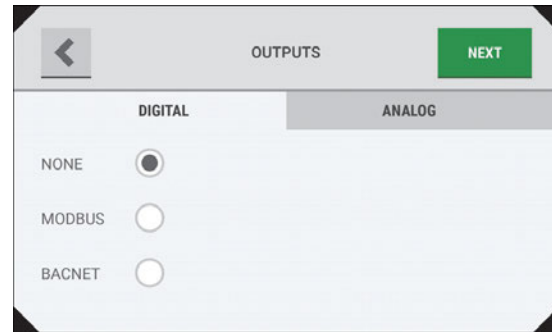 OUTPUTS
NEXT
DIGITAL
ANALOG
NONE
MODBUS
BACNET